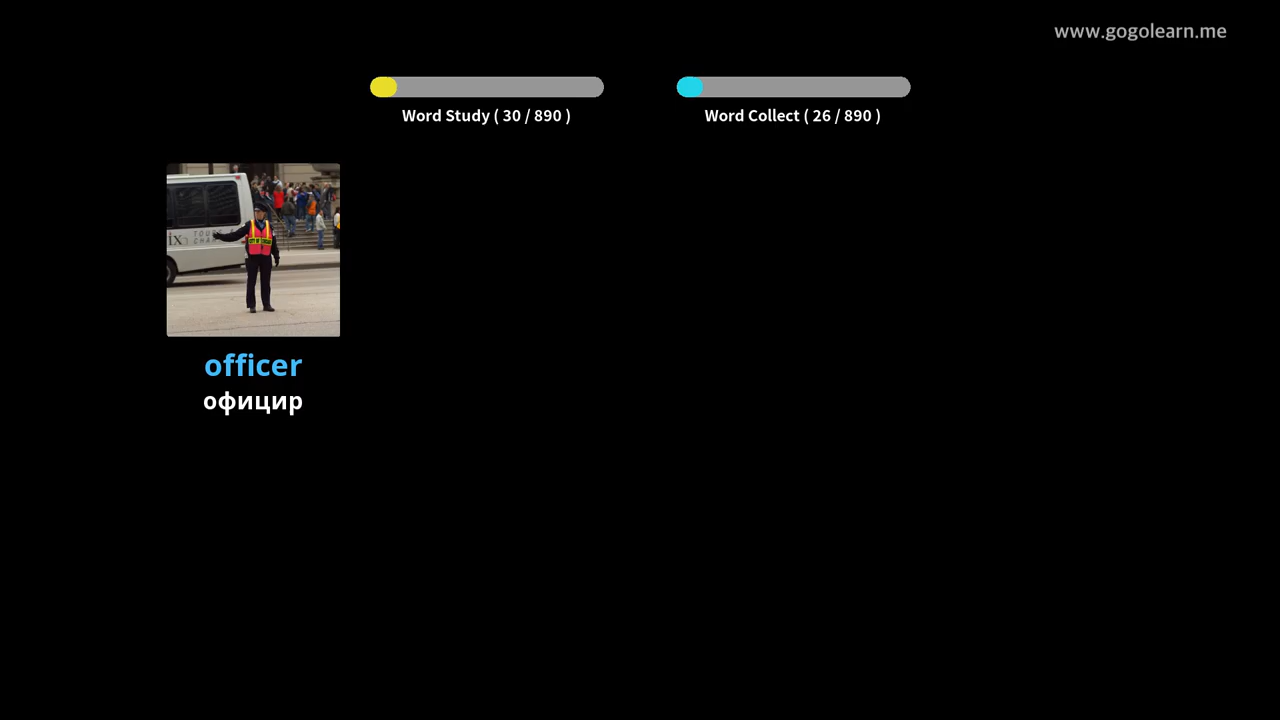 www.gogolearn.me
Word Study ( 30 / 890 )
Word Collect ( 26 / 890 )
officer
официр